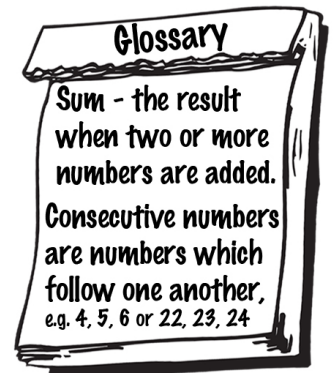 Glossary
Sum - the result
when two or more
numbers are added.
Consecutive numbers
are numbers which
follow one another,
e.g. 4, 5, 6 or 22, 23, 24